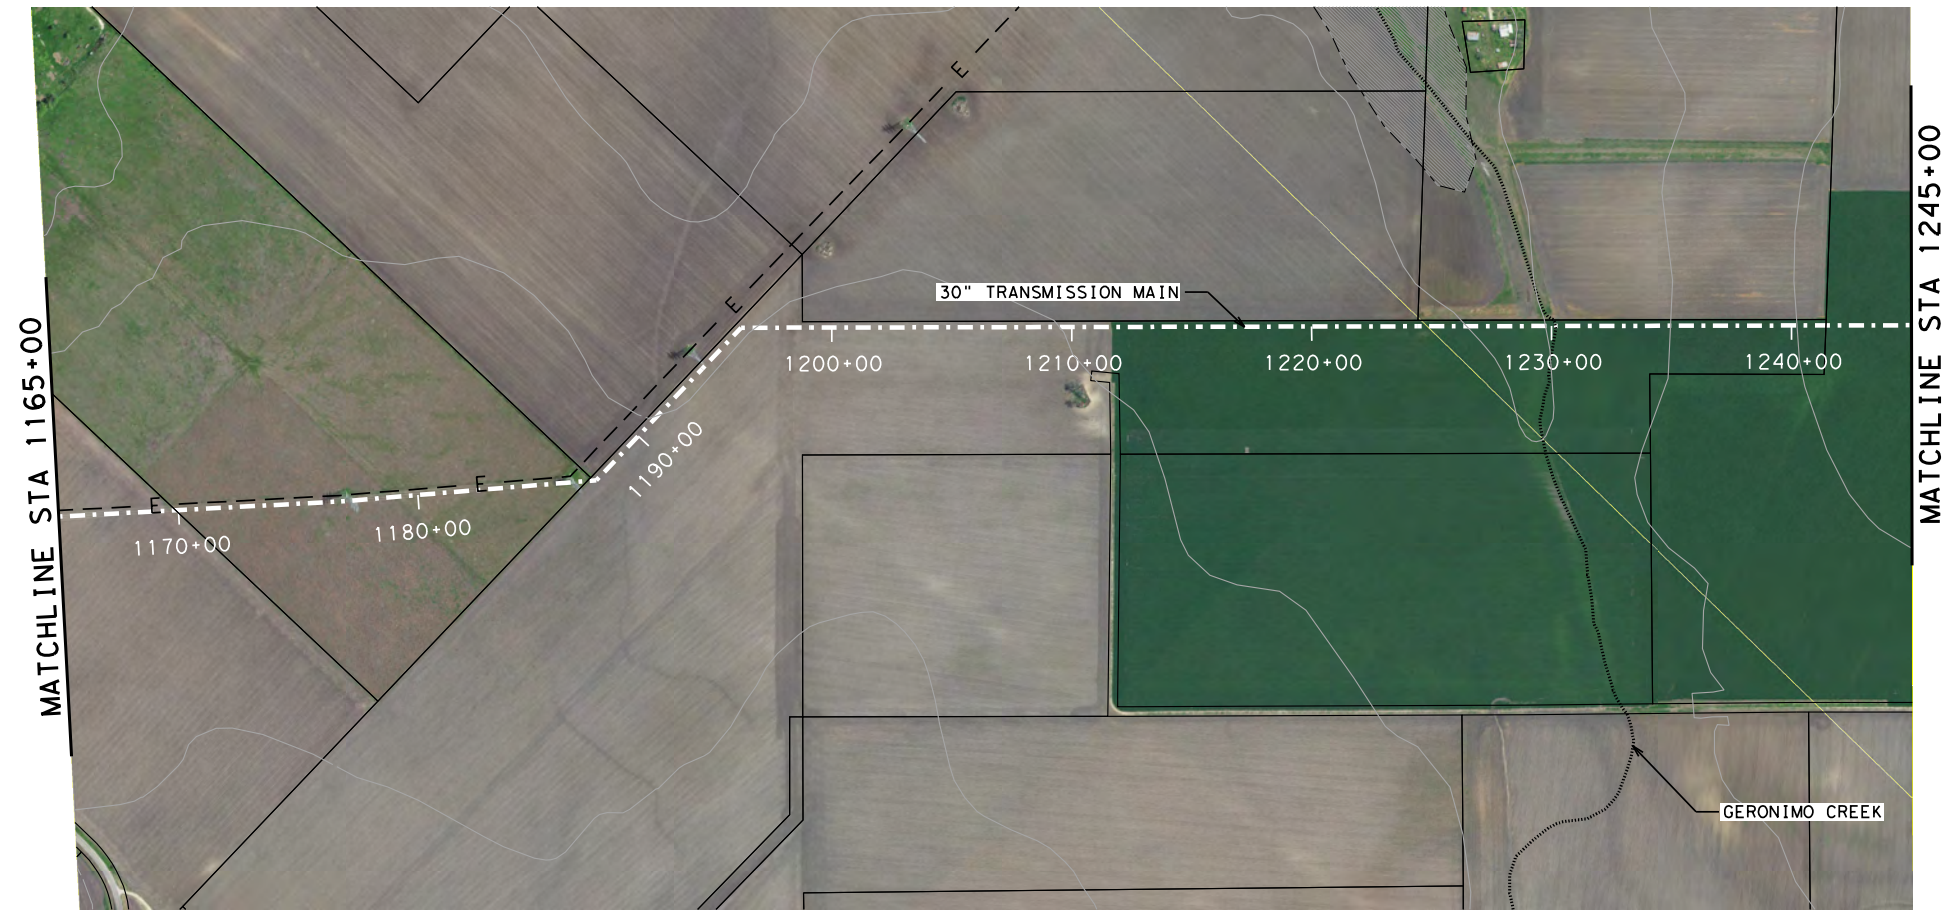 E
MATCHLINE STA 1245+00
30" TRANSMISSION MAIN
E
MATCHLINE STA 1165+00
1200+00
1210+00
1220+00
1230+00
1240+00
1190+00
E
E
1180+00
1170+00
GERONIMO CREEK